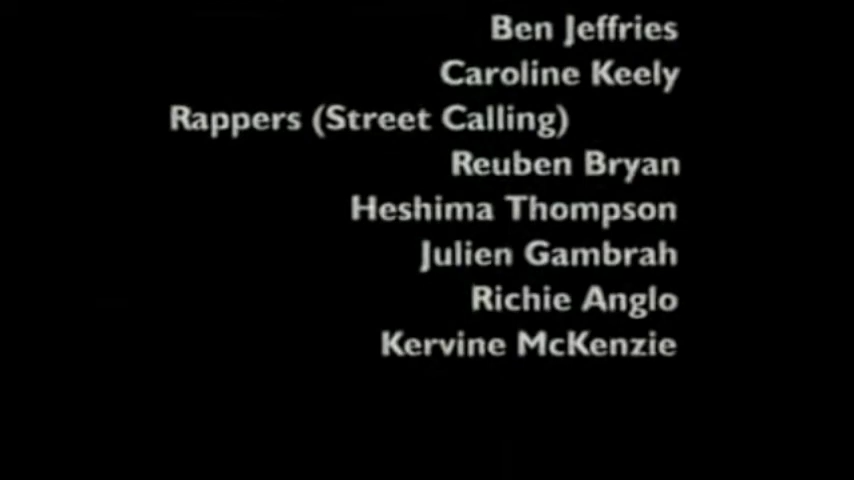 Ben Jeffries
Caroline Keely
Rappers (Street Calling)
Reuben Bryan
Heshima Thompson
Julien Gambrah
Richie Anglo
Kervine McKenzie